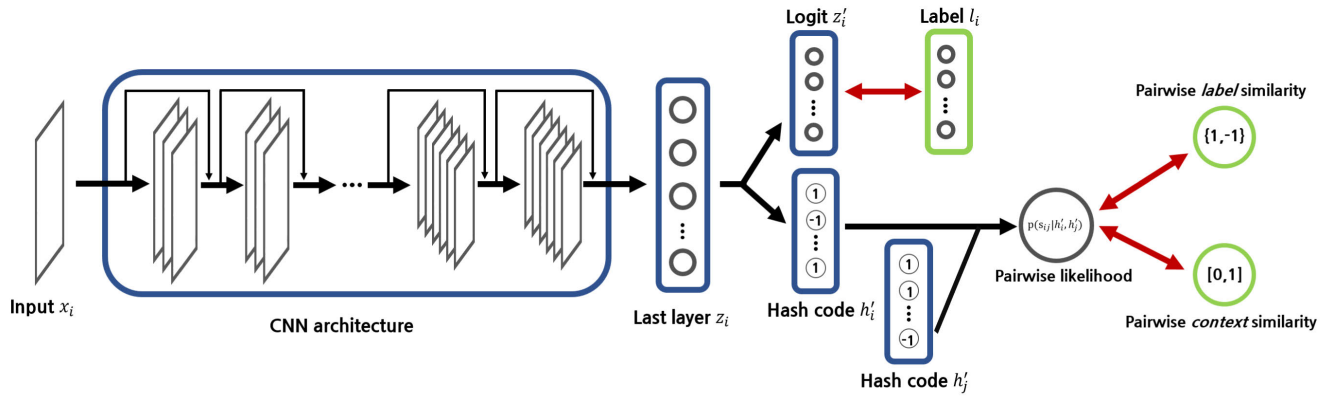 Input x_i
CNN architecture
...
Last layer z_i
...
Logit z'_i
...
Label l_i
...
Hash code h'_i
1
-1
...
1
Hash code h'_j
1
1
...
-1
p(s_ij|h'_i, h'_j)
Pairwise likelihood
Pairwise label similarity
{1,-1}
[0,1]
Pairwise context similarity